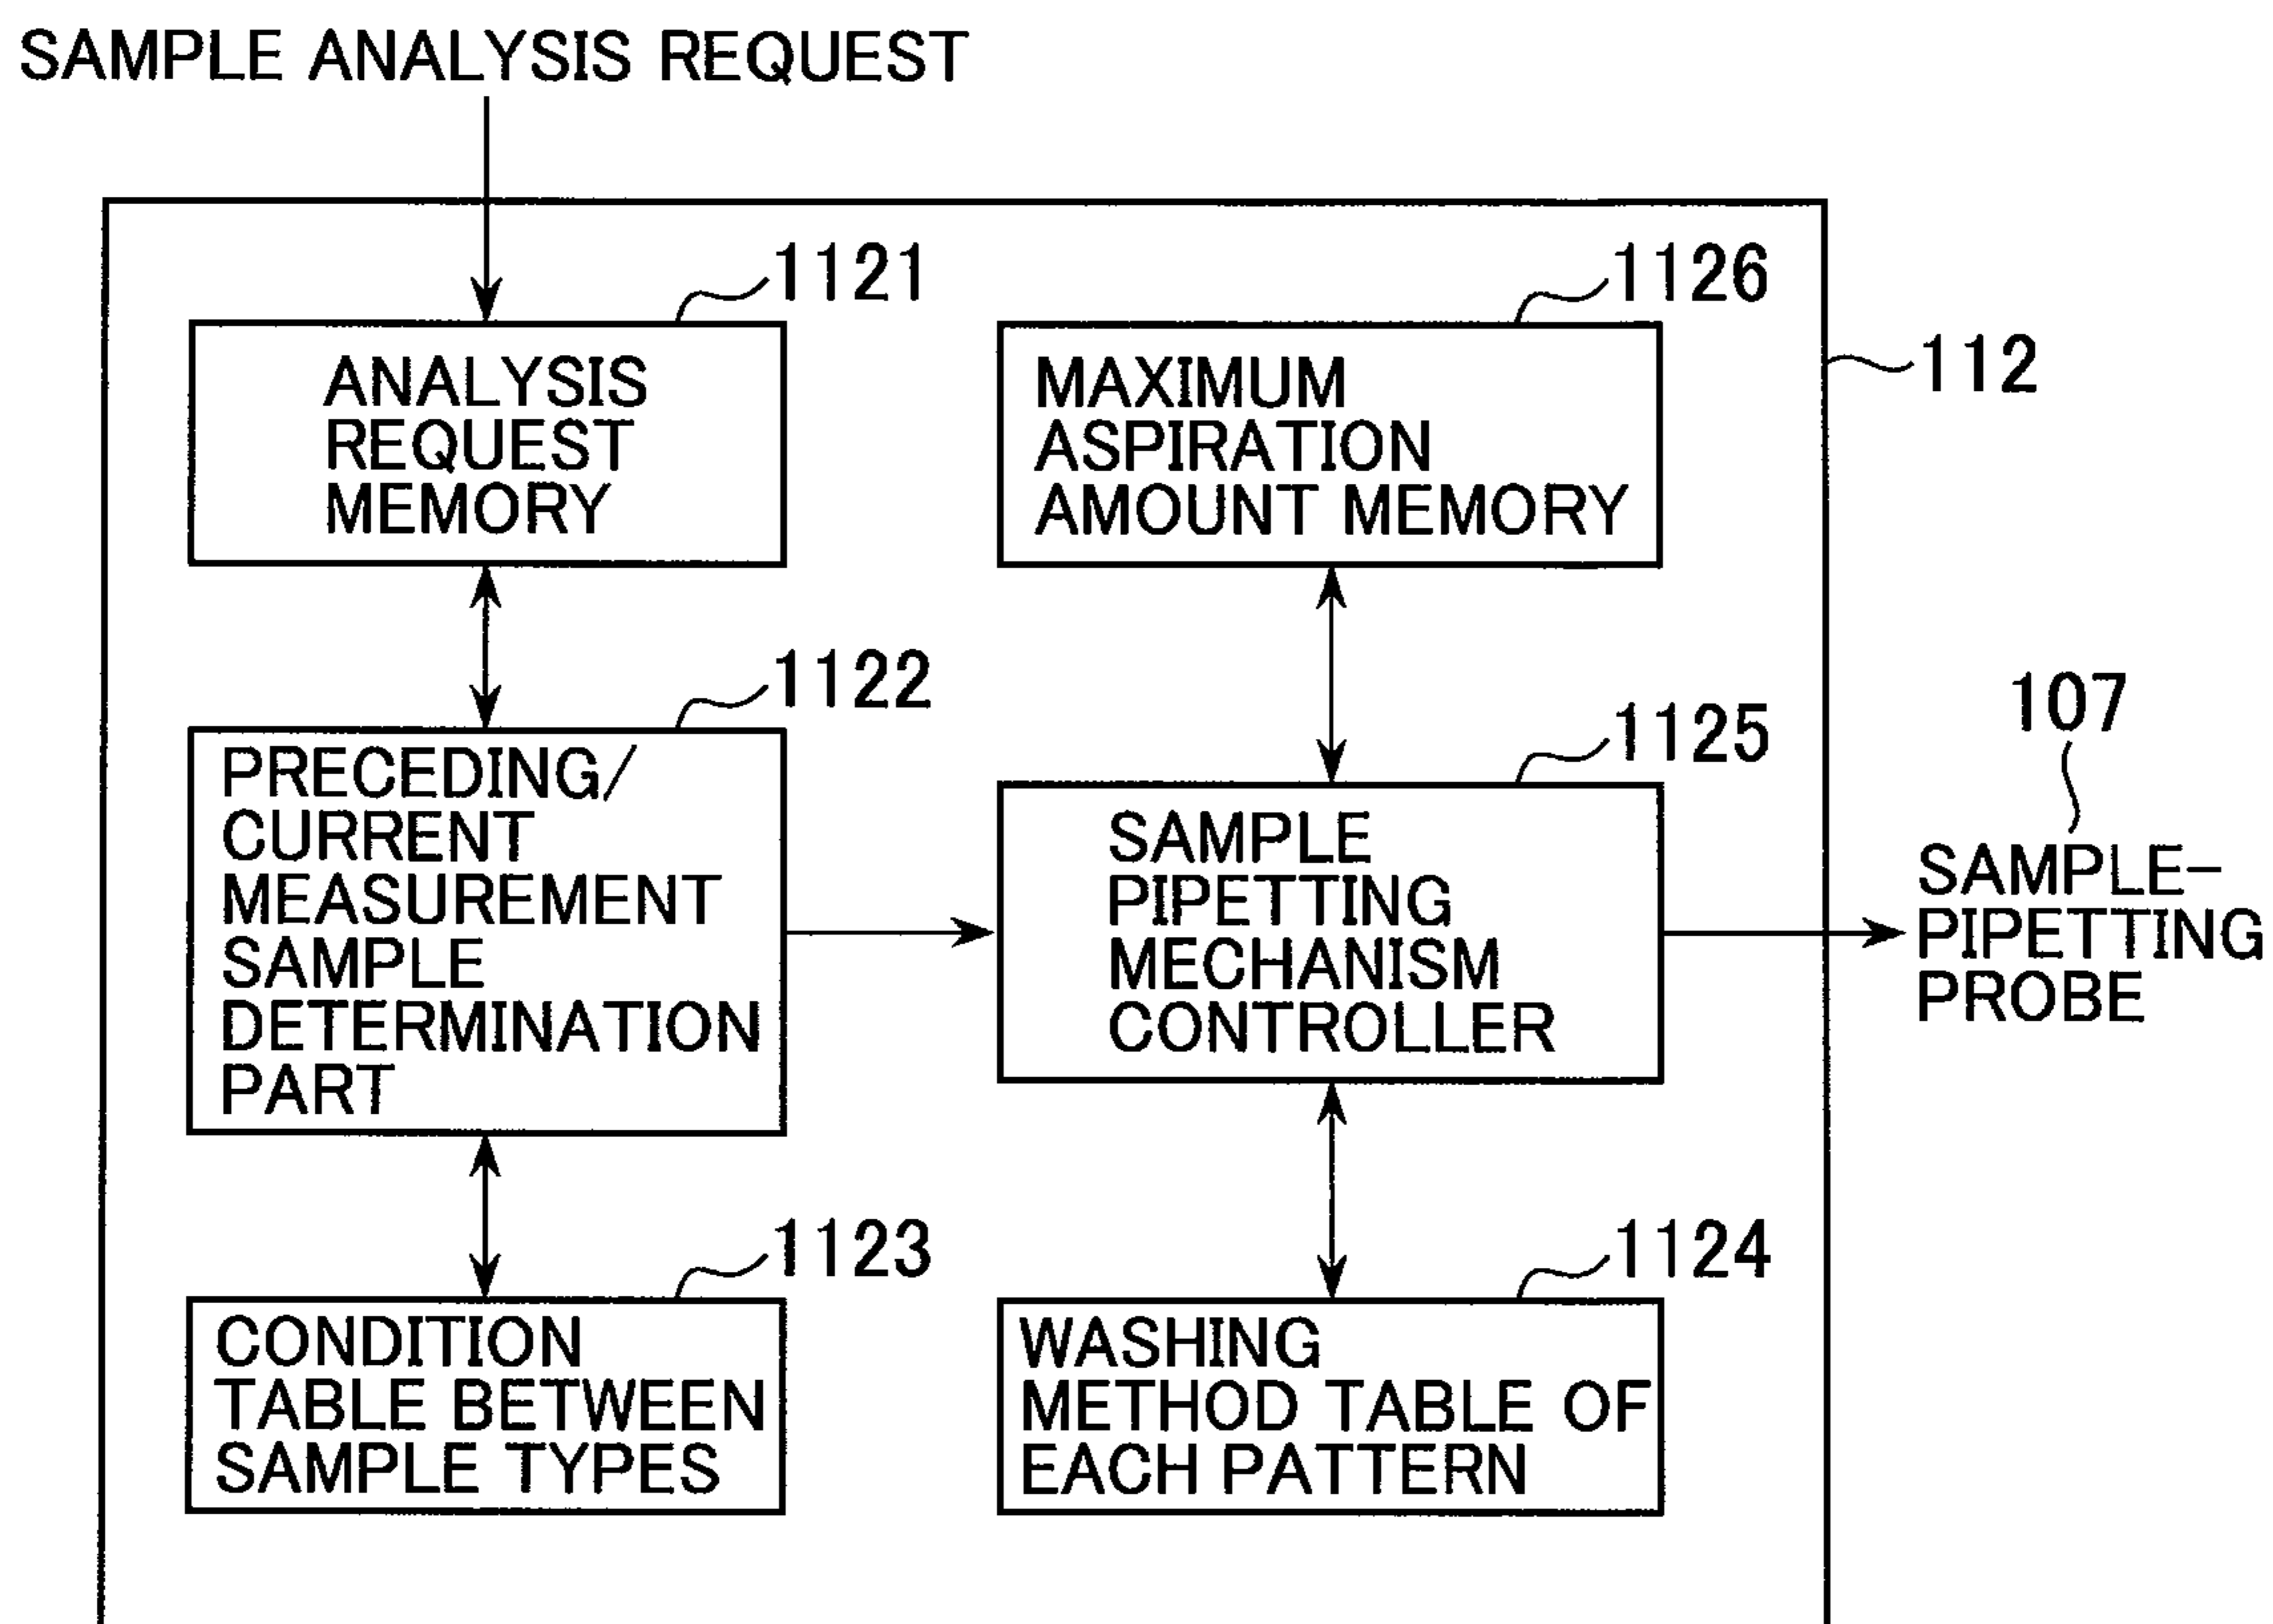 SAMPLE ANALYSIS REQUEST
1121
ANALYSIS
REQUEST
MEMORY
1126
MAXIMUM
ASPIRATION
AMOUNT MEMORY
112
1122
PRECEDING/
CURRENT
MEASUREMENT
SAMPLE
DETERMINATION
PART
1125
SAMPLE
PIPETTING
MECHANISM
CONTROLLER
107
SAMPLE-
PIPETTING
PROBE
1123
CONDITION
TABLE BETWEEN
SAMPLE TYPES
1124
WASHING
METHOD TABLE OF
EACH PATTERN